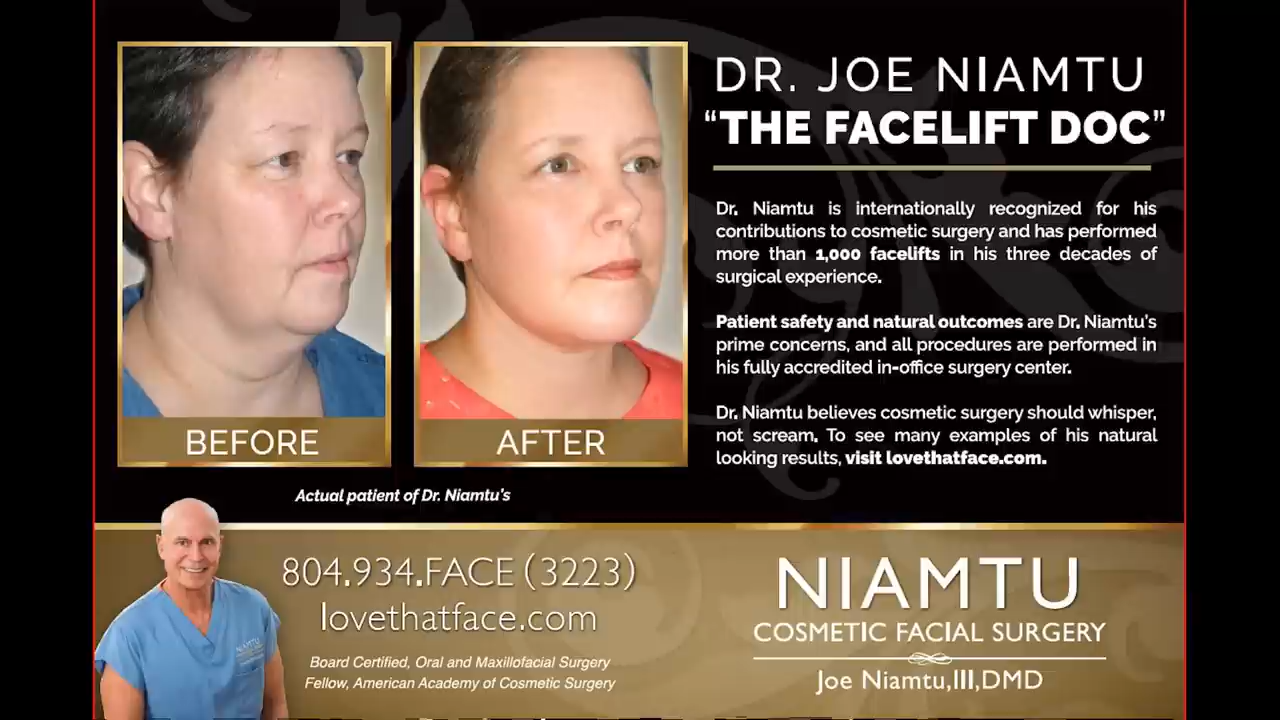 BEFORE
AFTER
Actual patient of Dr. Niamtu's
DR. JOE NIAMTU
“THE FACELIFT DOC”
Dr. Niamtu is internationally recognized for his
contributions to cosmetic surgery and has performed
more than 1,000 facelifts in his three decades of
surgical experience.
Patient safety and natural outcomes are Dr. Niamtu's
prime concerns, and all procedures are performed in
his fully accredited in-office surgery center.
Dr. Niamtu believes cosmetic surgery should whisper,
not scream. To see many examples of his natural
looking results, visit lovethatface.com.
NIAMTU
804.934.FACE (3223)
lovethatface.com
Board Certified, Oral and Maxillofacial Surgery
Fellow, American Academy of Cosmetic Surgery
NIAMTU
COSMETIC FACIAL SURGERY
Joe Niamtu,III,DMD